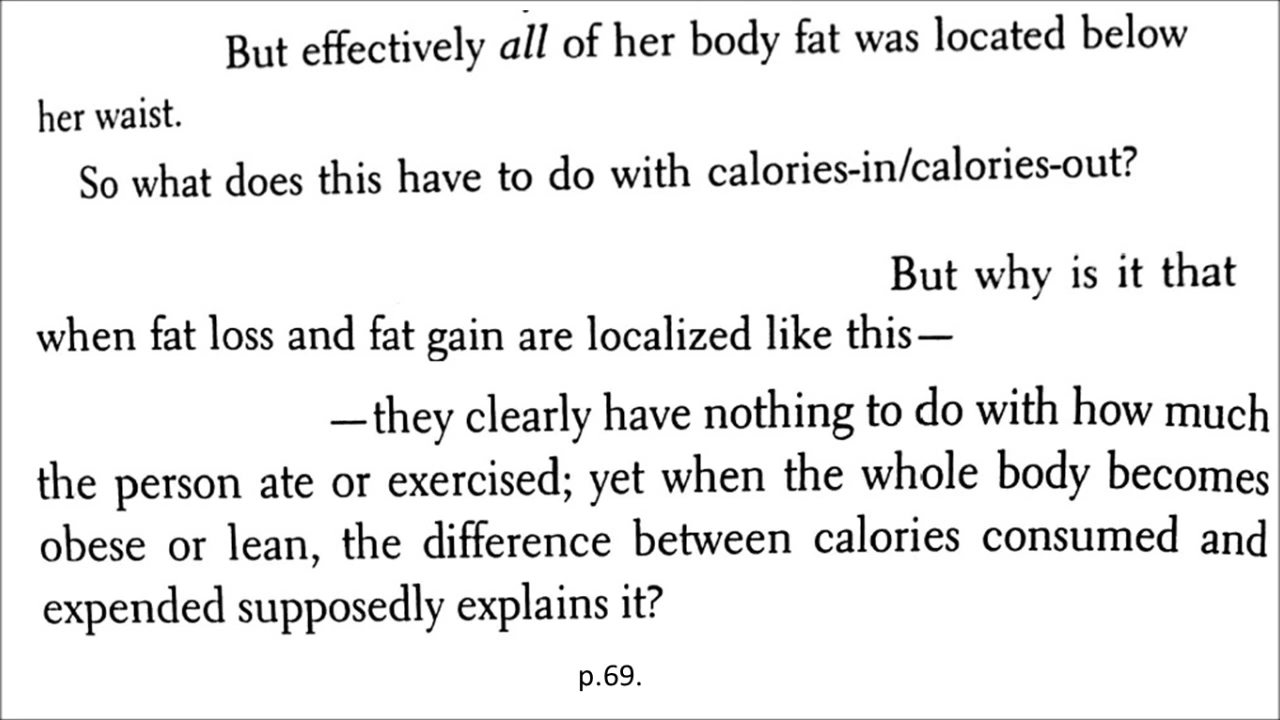 But effectively all of her body fat was located below
her waist.
So what does this have to do with calories-in/calories-out?
But why is it that
when fat loss and fat gain are localized like this—
—they clearly have nothing to do with how much
the person ate or exercised; yet when the whole body becomes
obese or lean, the difference between calories consumed and
expended supposedly explains it?
p.69.